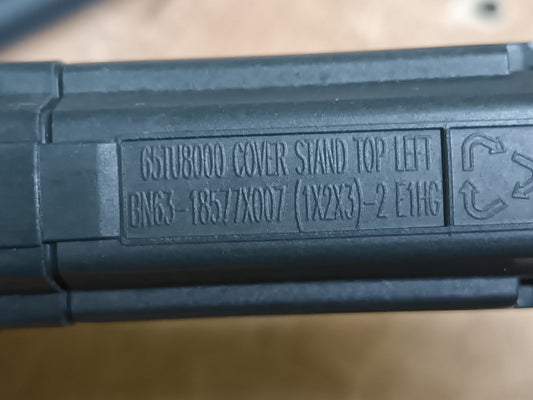 65TU8000 COVER STAND TOP LEFT
BN63-18577X007 (1X2X3)-2 E1HG